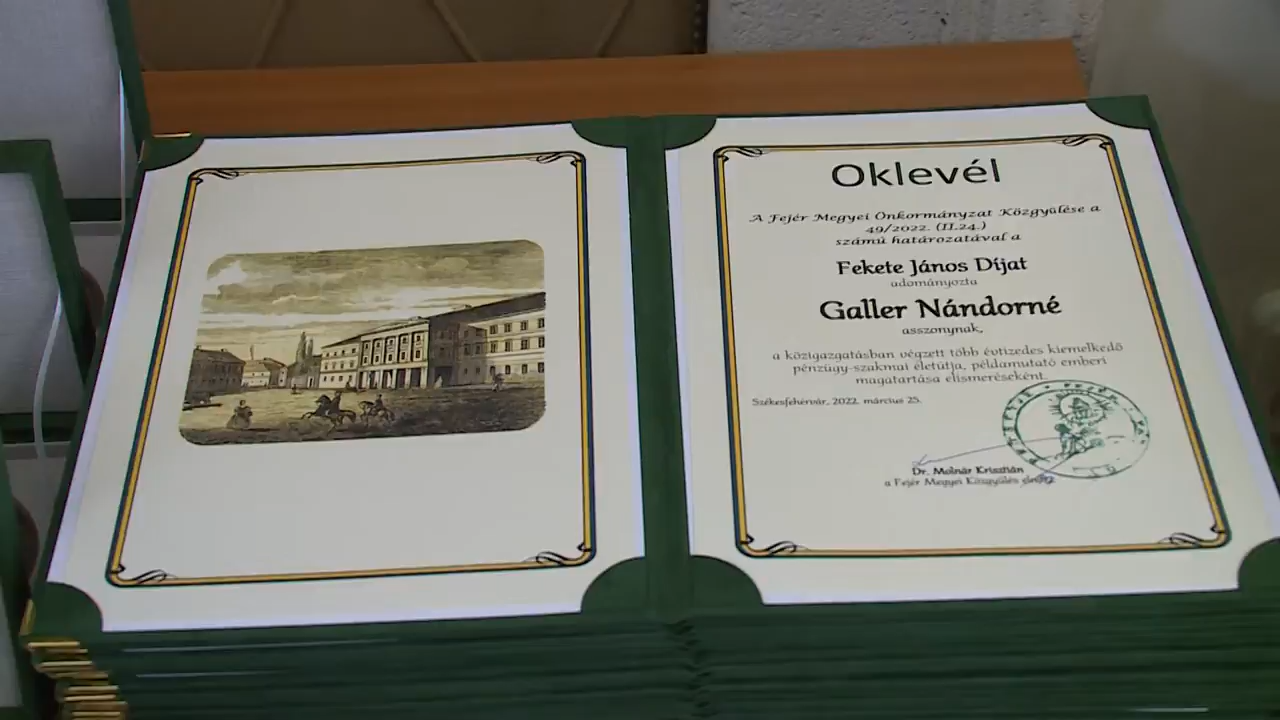 Oklevél
A Fejér Megyei Önkormányzat Közgyűlése a
49/2022. (II.24.)
számú határozatával a
Fekete János Díjat
adományozta
Galler Nándorné
asszonynak,
a közigazgatásban végzett több évtizedes kiemelkedő
pénzügy-szakmai életútja, példamutató emberi
magatartása elismeréseként.
Székesfehérvár, 2022. március 25.
Dr. Molnár Krisztián
a Fejér Megyei Közgyűlés elnöke